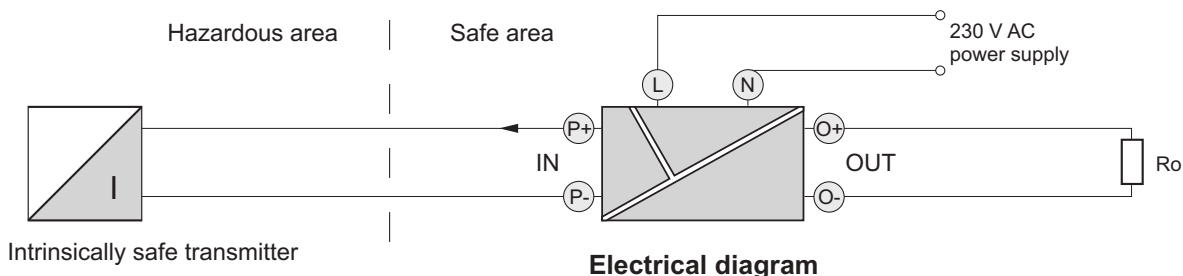 Hazardous area
Safe area
230 V AC
power supply
L
N
P+
O+
IN
OUT
I
Ro
P-
O-
Intrinsically safe transmitter
Electrical diagram